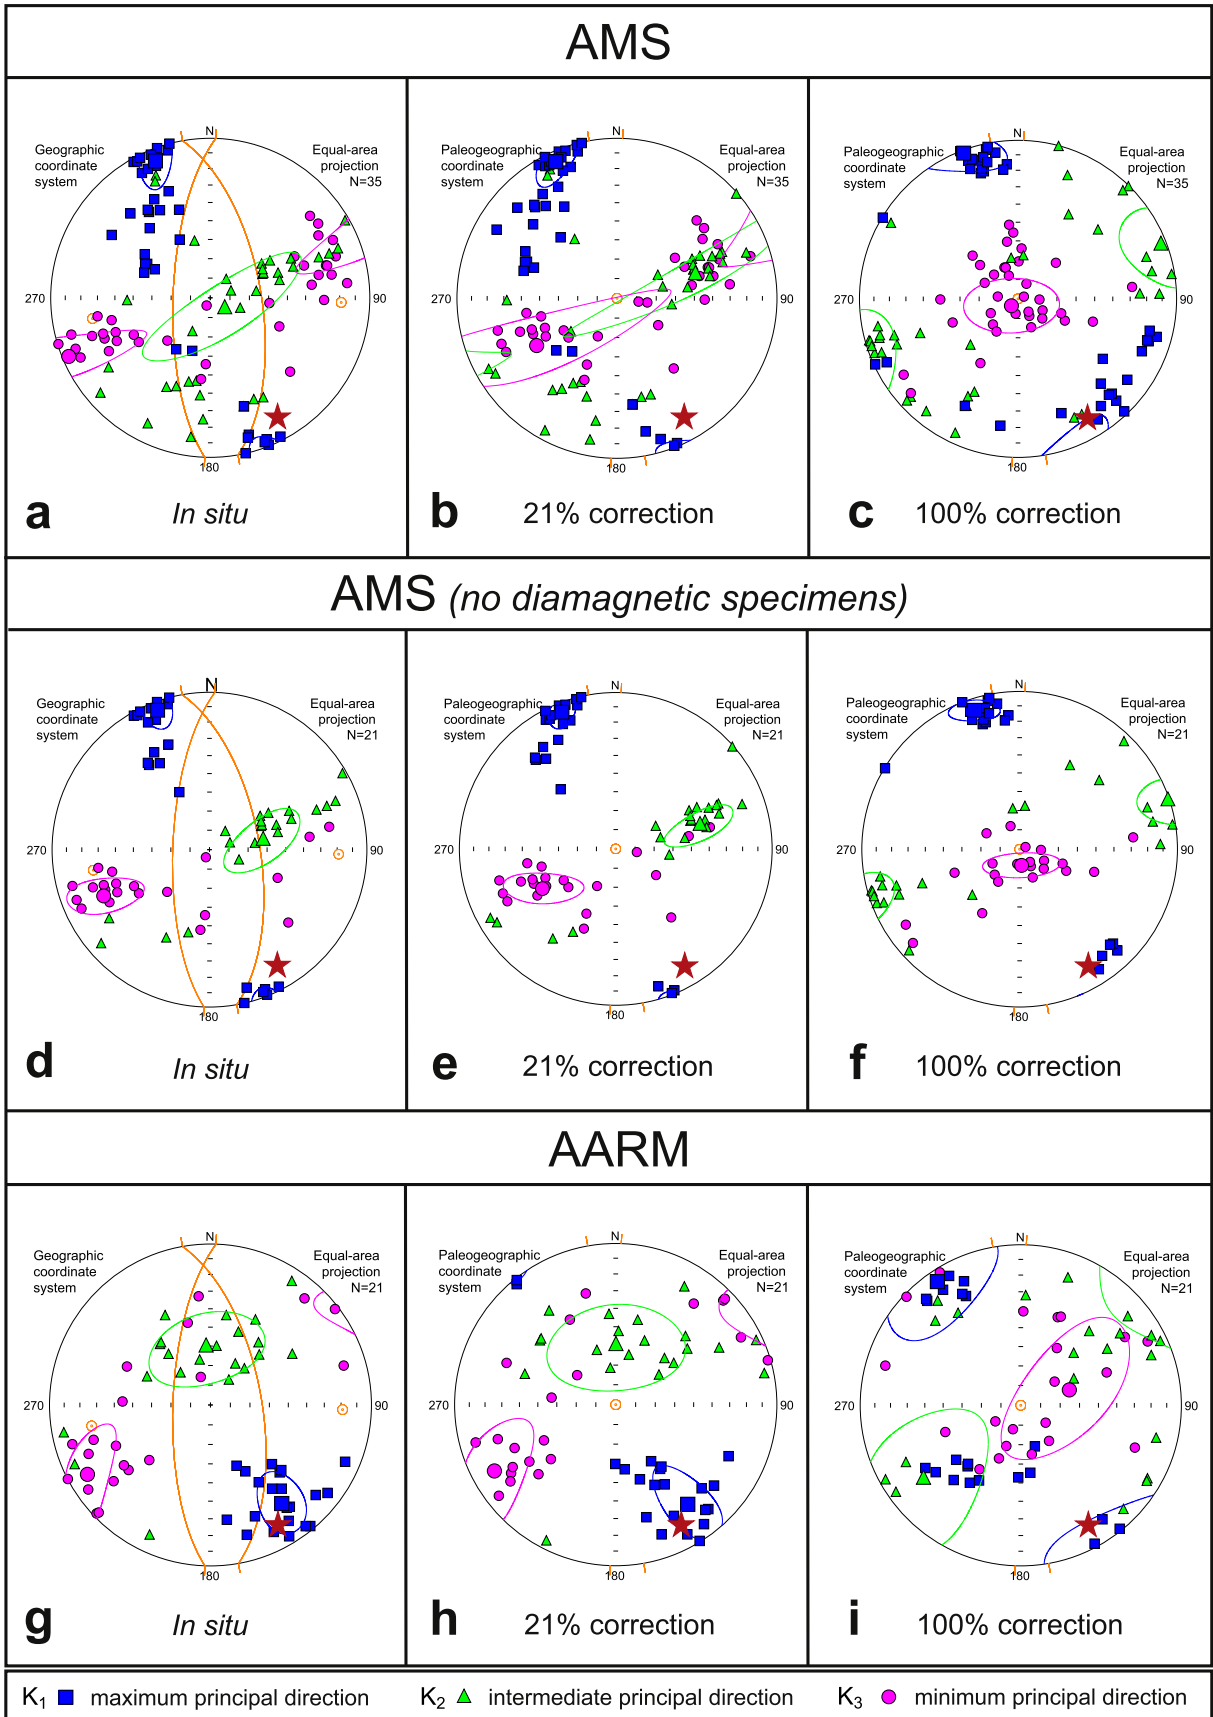 AMS
N
Geographic
coordinate
system
Equal-area
projection
N=35
270
90
180
a
In situ
N
Paleogeographic
coordinate
system
Equal-area
projection
N=35
270
90
180
b
21% correction
N
Paleogeographic
coordinate
system
Equal-area
projection
N=35
270
90
180
c
100% correction
AMS (no diamagnetic specimens)
N
Geographic
coordinate
system
Equal-area
projection
N=21
270
90
180
d
In situ
N
Paleogeographic
coordinate
system
Equal-area
projection
N=21
270
90
180
e
21% correction
N
Paleogeographic
coordinate
system
Equal-area
projection
N=21
270
90
180
f
100% correction
AARM
N
Geographic
coordinate
system
Equal-area
projection
N=21
270
90
180
g
In situ
N
Paleogeographic
coordinate
system
Equal-area
projection
N=21
270
90
180
h
21% correction
N
Paleogeographic
coordinate
system
Equal-area
projection
N=21
270
90
180
i
100% correction
K1 maximum principal direction
K2 intermediate principal direction
K3 minimum principal direction